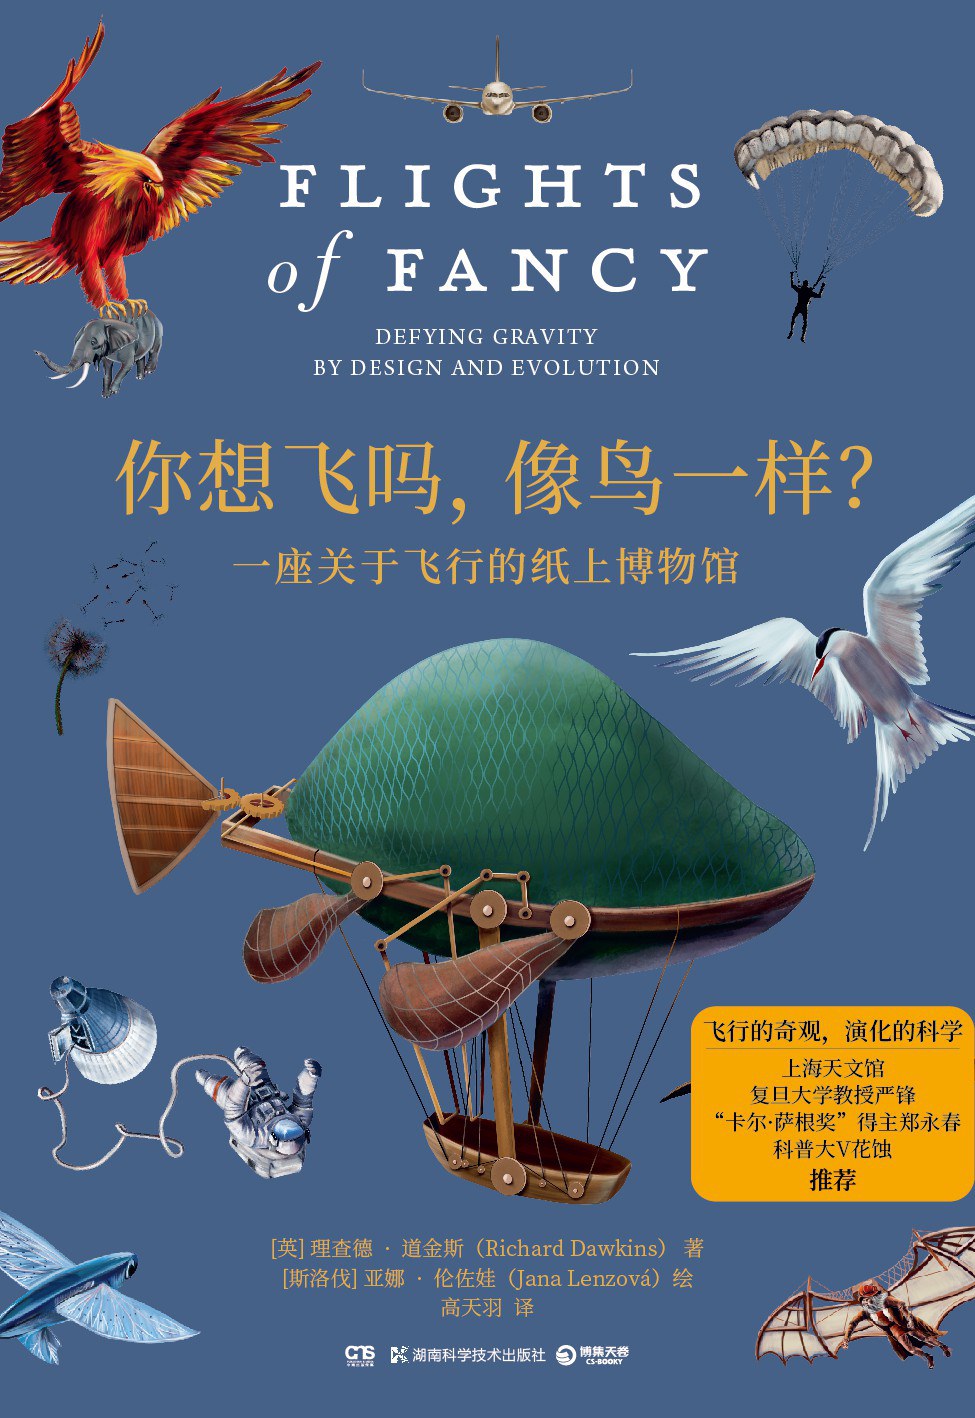 FLIGHTS
of FANCY
DEFYING GRAVITY
BY DESIGN AND EVOLUTION
你想飞吗，像鸟一样？
一座关于飞行的纸上博物馆
飞行的奇观，演化的科学
上海天文馆
复旦大学教授严锋
“卡尔·萨根奖”得主郑永春
科普大V花蚀
推荐
[英] 理查德 · 道金斯（Richard Dawkins） 著
[斯洛伐] 亚娜 · 伦佐娃（Jana Lenzová）绘
高天羽 译
湖南科学技术出版社
博集天卷
CS-BOOKY